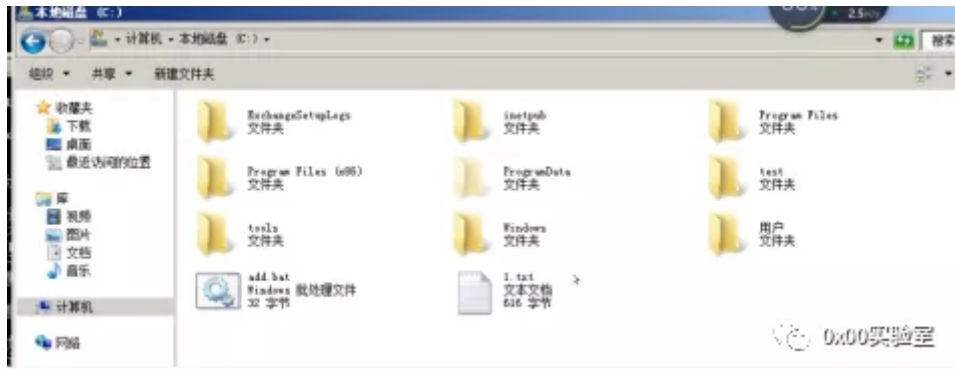 本地磁盘 (C:)
2.5K/s
计算机 本地磁盘 (C:)
搜索
组织 共享 新建文件夹
收藏夹
下载
桌面
最近访问的位置
库
视频
图片
文档
音乐
计算机
网络
ExchangeSetupLogs
文件夹
inetpub
文件夹
Program Files
文件夹
Program Files (x86)
文件夹
ProgramData
文件夹
test
文件夹
tools
文件夹
Windows
文件夹
用户
文件夹
add.bat
Windows 批处理文件
32 字节
1.txt
文本文档
616 字节
0x00实验室